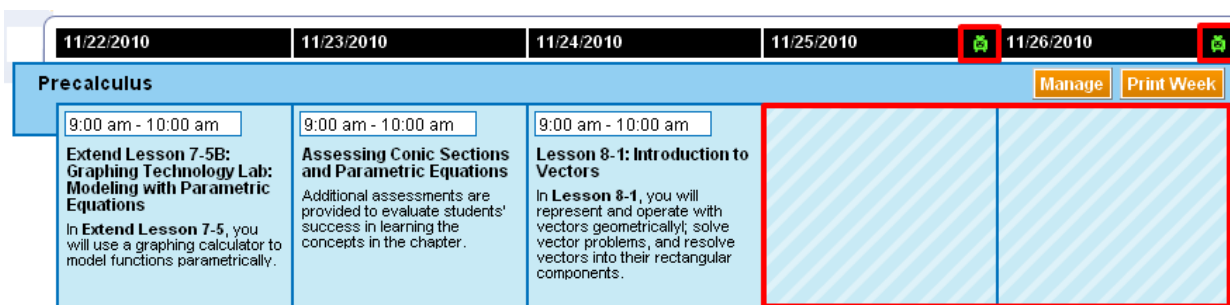 11/22/2010 11/23/2010 11/24/2010 11/25/2010 11/26/2010
Precalculus Manage Print Week
9:00 am - 10:00 am
Extend Lesson 7-5B:
Graphing Technology Lab:
Modeling with Parametric
Equations
In Extend Lesson 7-5, you
will use a graphing calculator to
model functions parametrically.
9:00 am - 10:00 am
Assessing Conic Sections
and Parametric Equations
Additional assessments are
provided to evaluate students'
success in learning the
concepts in the chapter.
9:00 am - 10:00 am
Lesson 8-1: Introduction to
Vectors
In Lesson 8-1, you will
represent and operate with
vectors geometricallyl; solve
vector problems, and resolve
vectors into their rectangular
components.